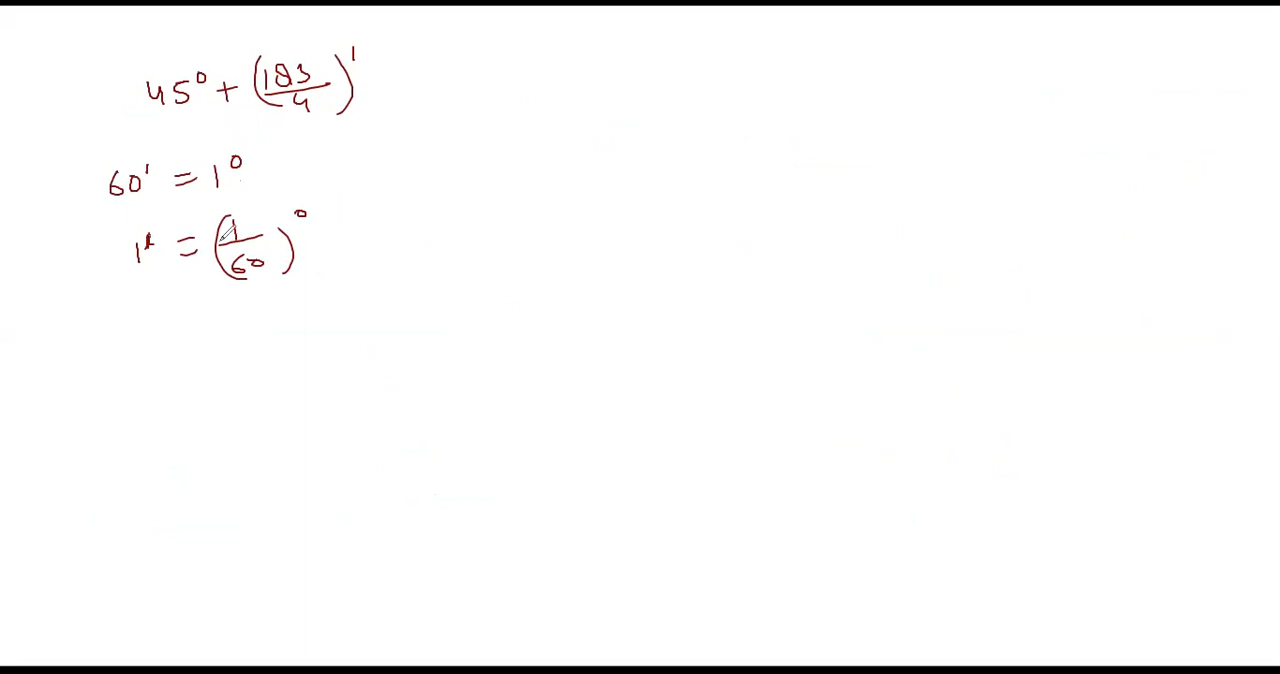 45° + (183/4)'
60' = 1°
1' = (1/60)°